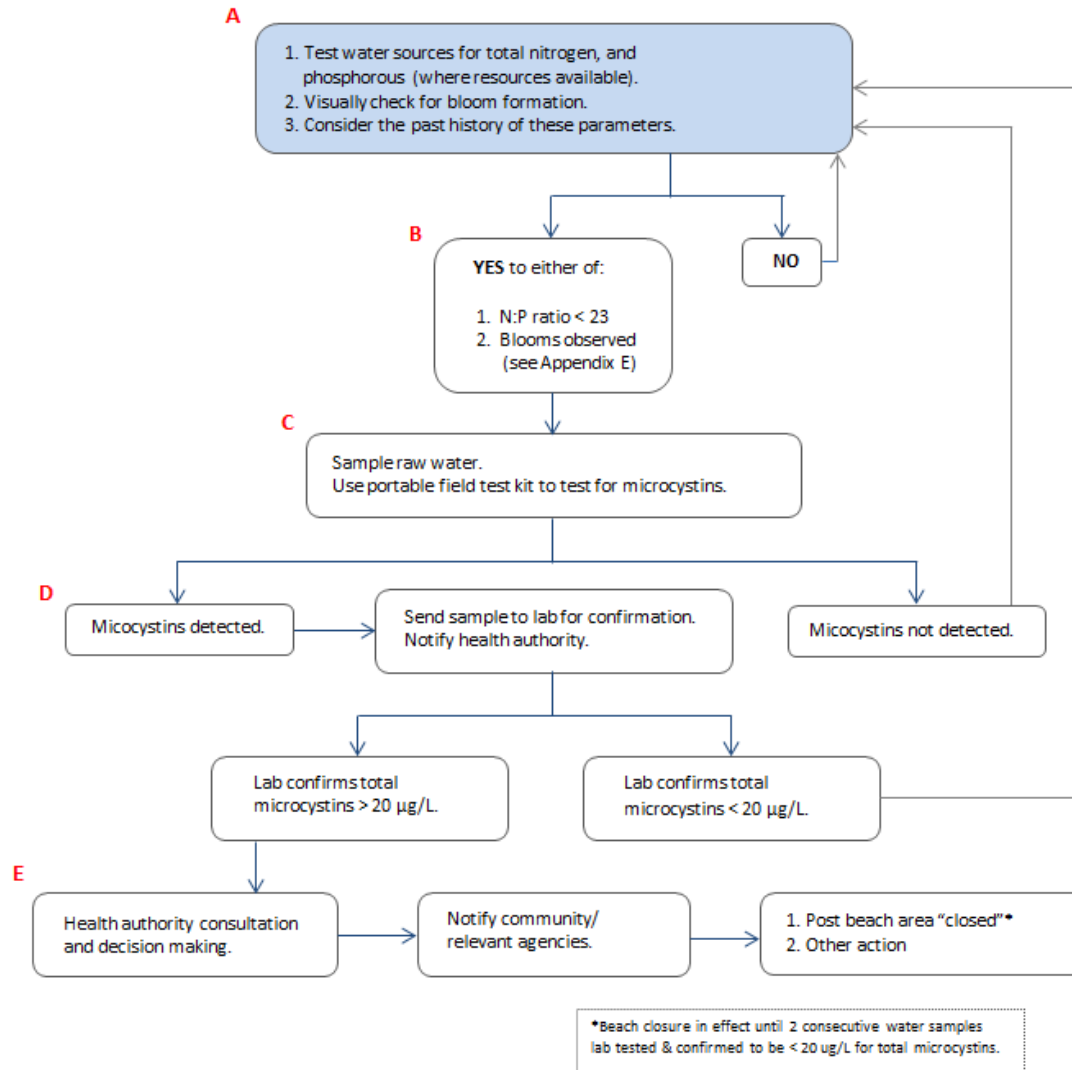 A
1. Test water sources for total nitrogen, and
phosphorous (where resources available).
2. Visually check for bloom formation.
3. Consider the past history of these parameters.
B
YES to either of:
1. N:P ratio < 23
2. Blooms observed
(see Appendix E)
NO
C
Sample raw water.
Use portable field test kit to test for microcystins.
D
Micocystins detected.
Send sample to lab for confirmation.
Notify health authority.
Micocystins not detected.
Lab confirms total
microcystins > 20 µg/L.
Lab confirms total
microcystins < 20 µg/L.
E
Health authority consultation
and decision making.
Notify community/
relevant agencies.
1. Post beach area “closed”*
2. Other action
*Beach closure in effect until 2 consecutive water samples
lab tested & confirmed to be < 20 ug/L for total microcystins.